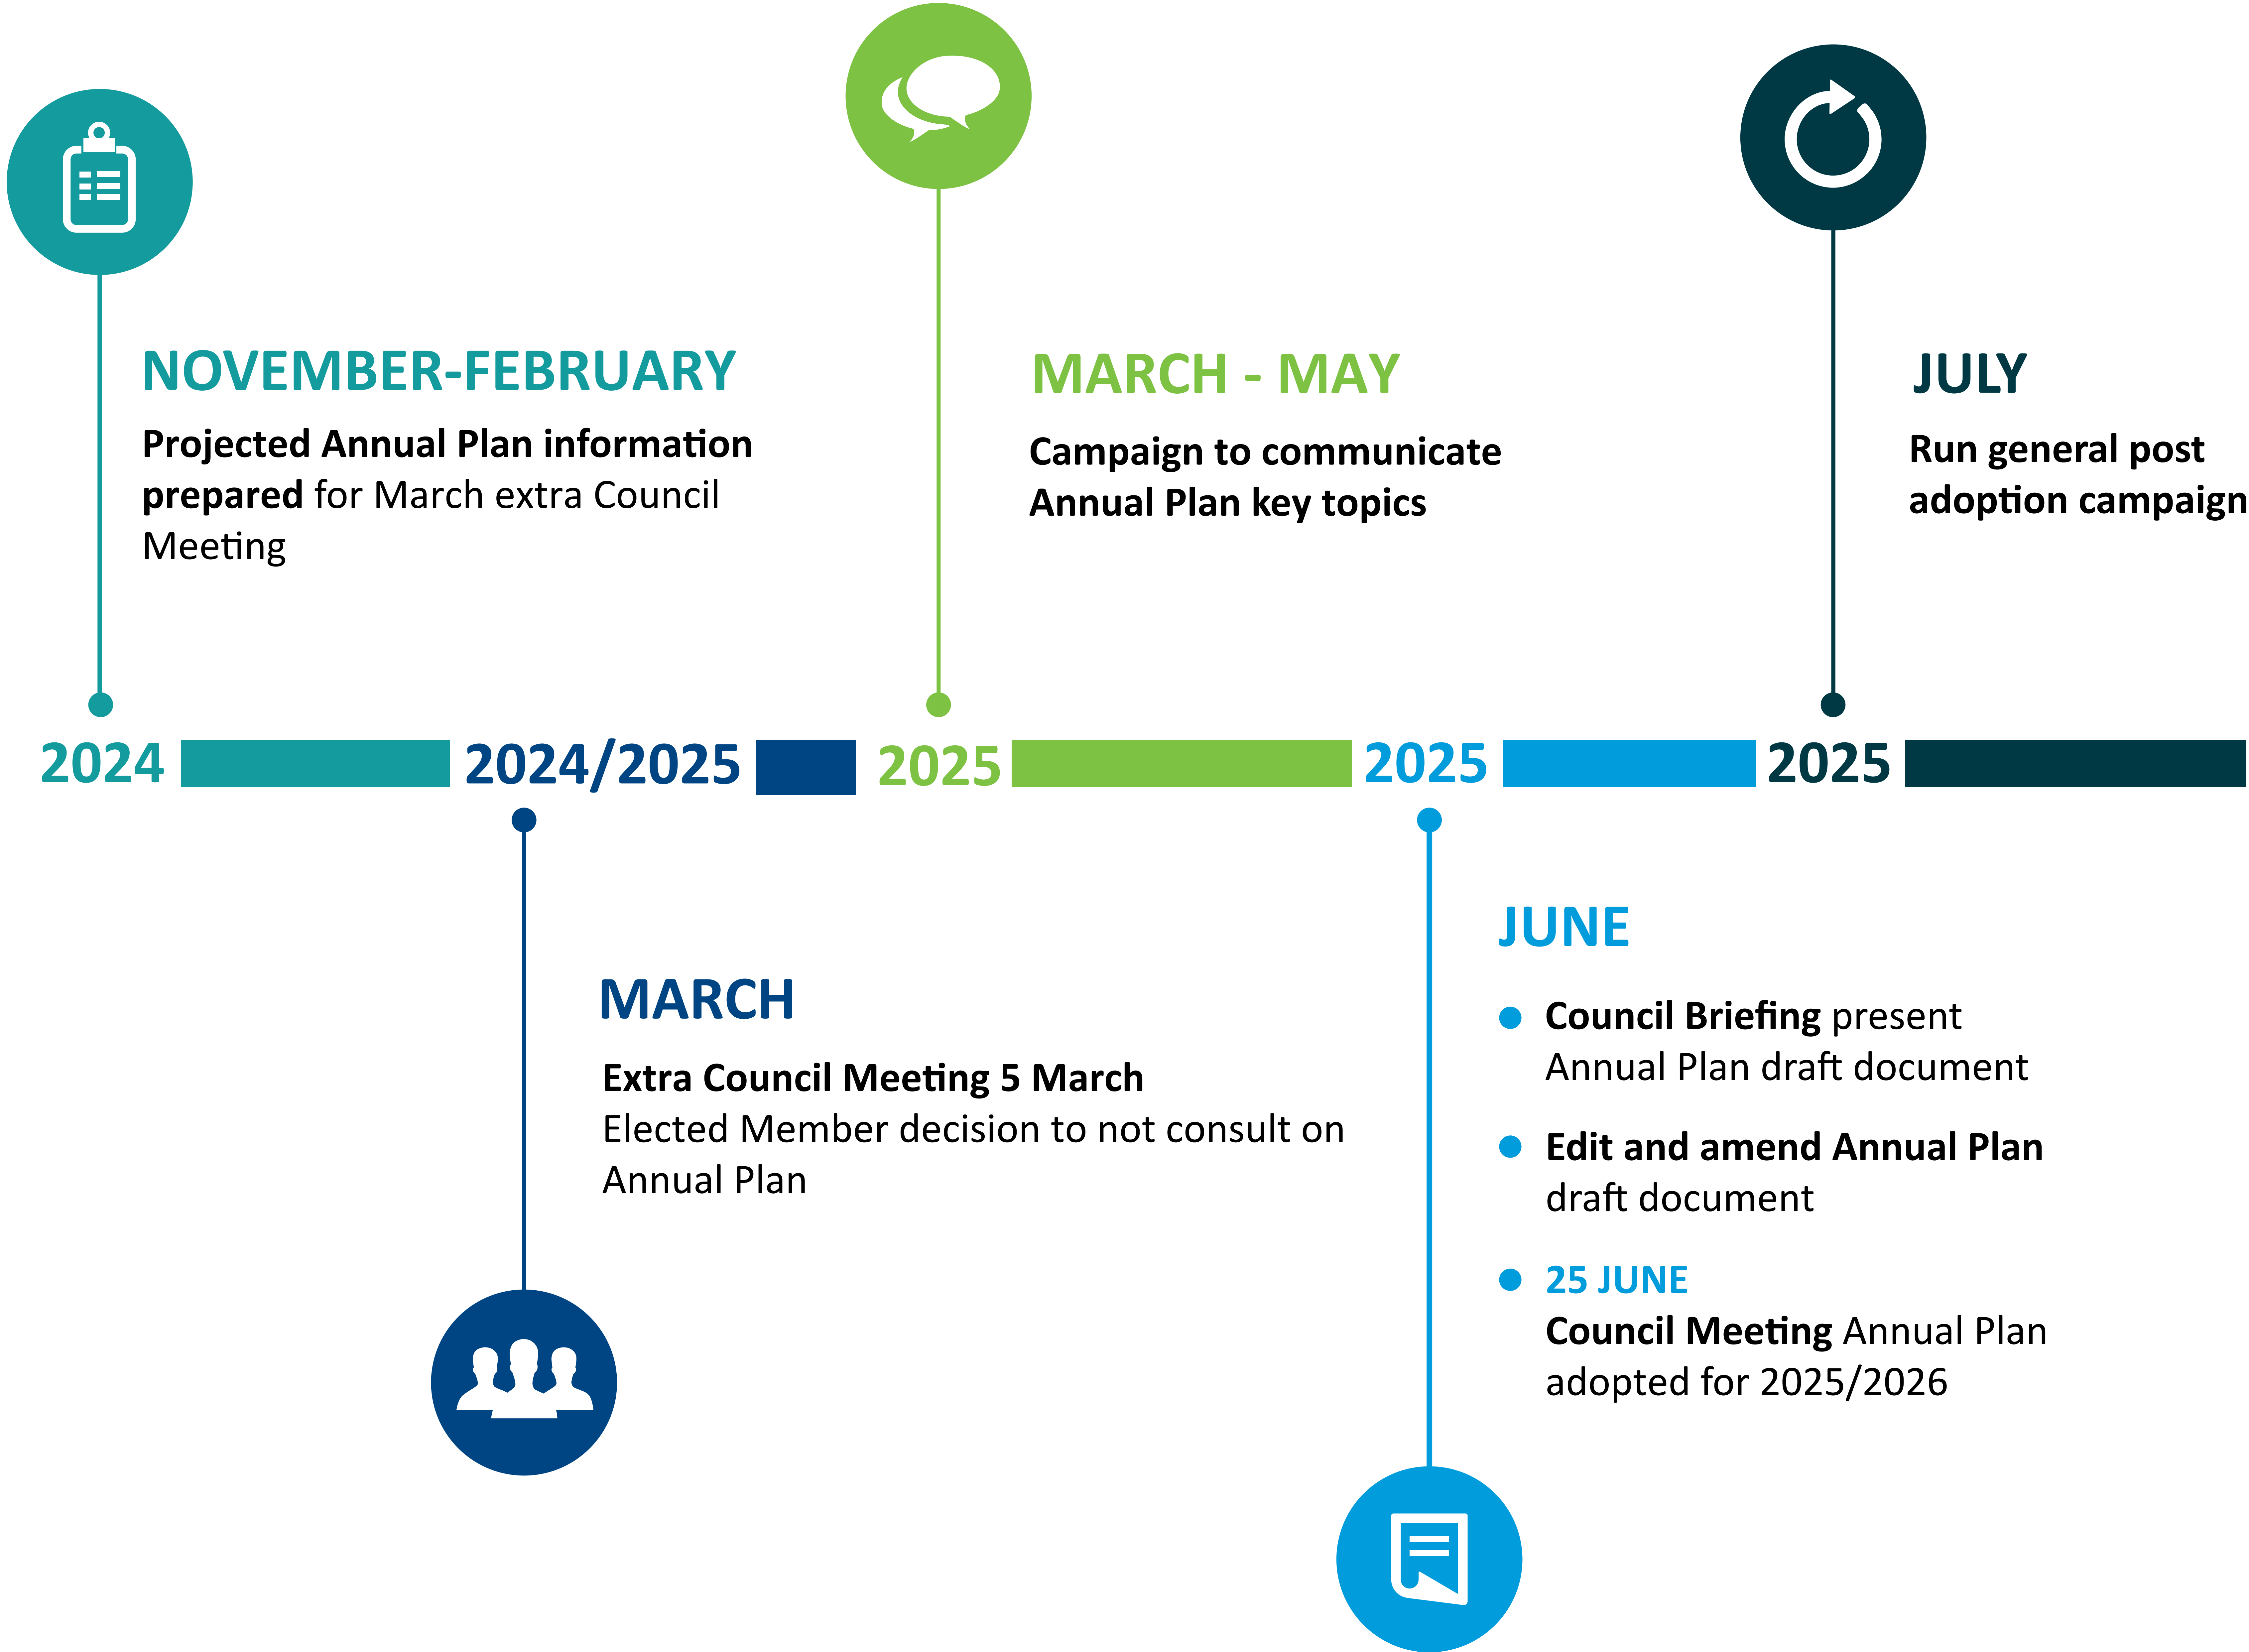 NOVEMBER-FEBRUARY
Projected Annual Plan information
prepared for March extra Council
Meeting
MARCH - MAY
Campaign to communicate
Annual Plan key topics
JULY
Run general post
adoption campaign
2024
2024/2025
2025
2025
2025
MARCH
Extra Council Meeting 5 March
Elected Member decision to not consult on
Annual Plan
JUNE
Council Briefing present
Annual Plan draft document
Edit and amend Annual Plan
draft document
25 JUNE
Council Meeting Annual Plan
adopted for 2025/2026